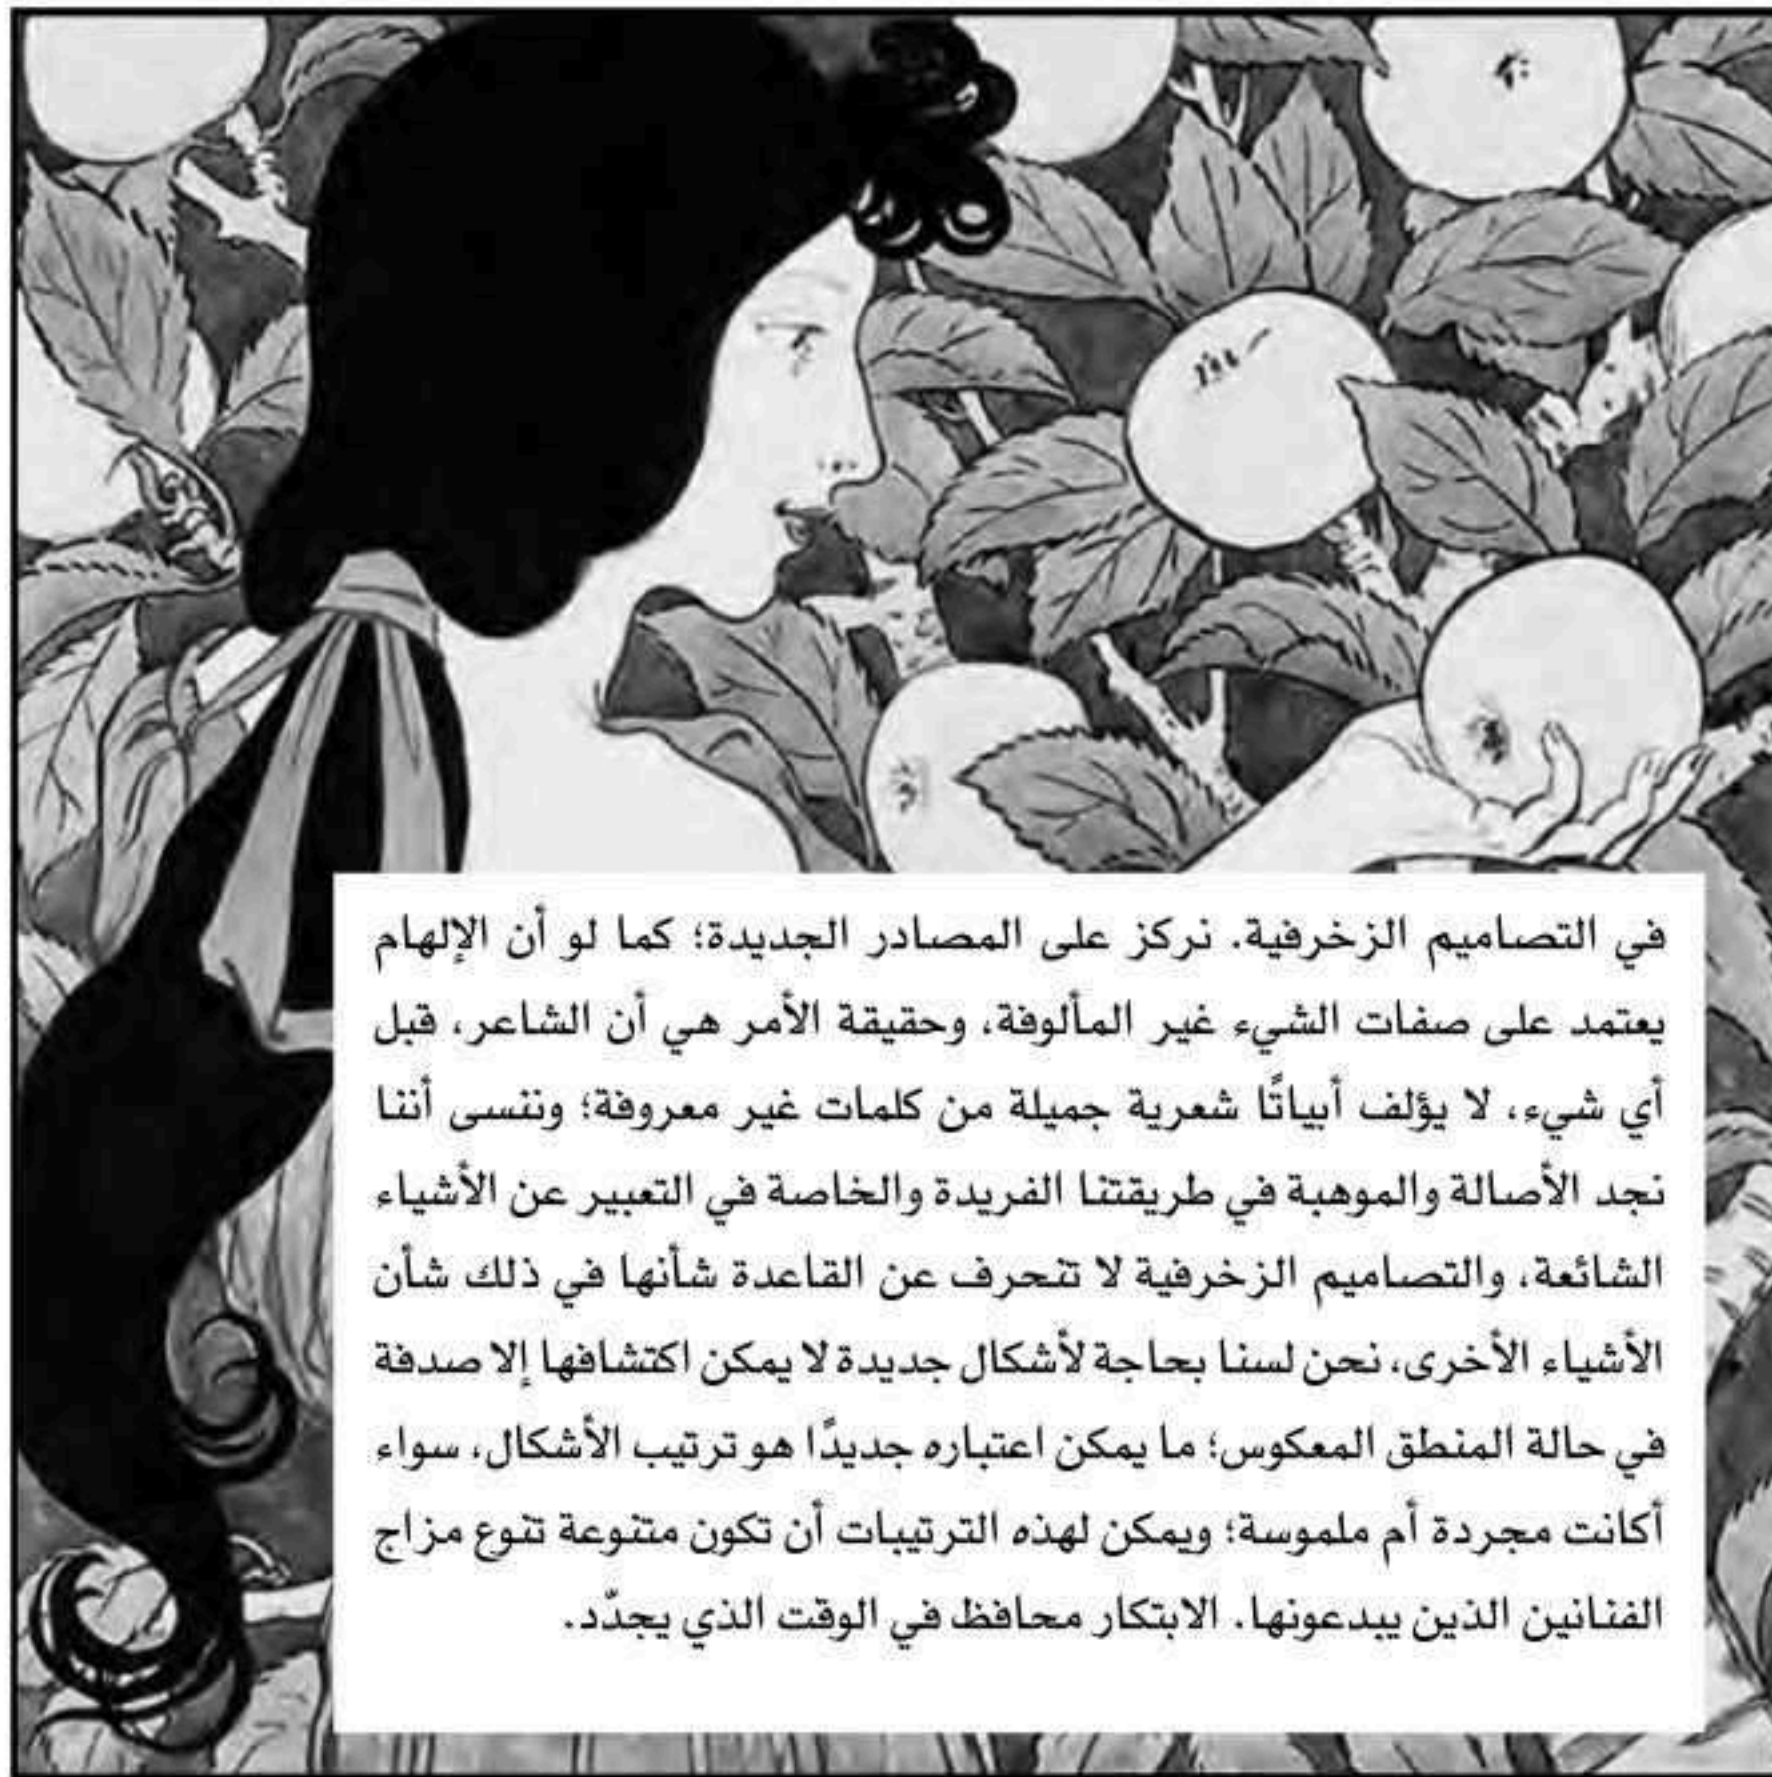 في التصاميم الزخرفية. نركز على المصادر الجديدة؛ كما لو أن الإلهام
يعتمد على صفات الشيء غير المألوفة، وحقيقة الأمر هي أن الشاعر، قبل
أي شيء، لا يؤلف أبياتًا شعرية جميلة من كلمات غير معروفة؛ وننسى أننا
نجد الأصالة والموهبة في طريقتنا الفريدة والخاصة في التعبير عن الأشياء
الشائعة، والتصاميم الزخرفية لا تنحرف عن القاعدة شأنها في ذلك شأن
الأشياء الأخرى، نحن لسنا بحاجة لأشكال جديدة لا يمكن اكتشافها إلا صدفة
في حالة المنطق المعكوس؛ ما يمكن اعتباره جديدًا هو ترتيب الأشكال، سواء
أكانت مجردة أم ملموسة؛ ويمكن لهذه الترتيبات أن تكون متنوعة تنوع مزاج
الفنانين الذين يبدعونها. الابتكار محافظ في الوقت الذي يجدّد.